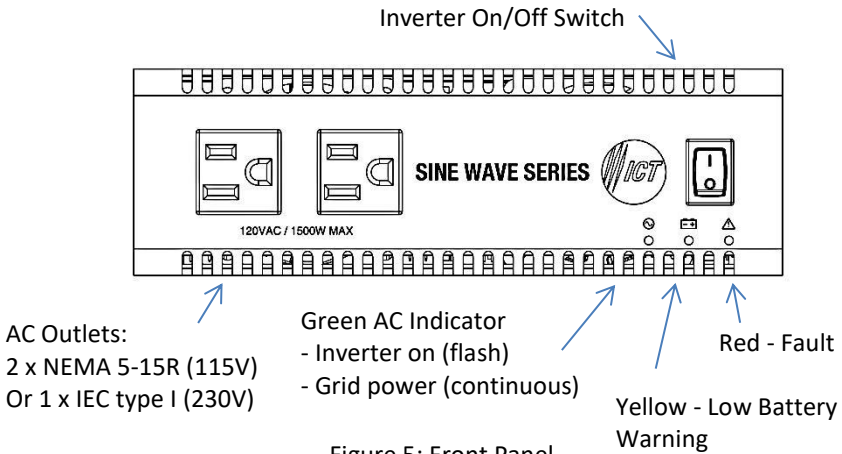 Inverter On/Off Switch
SINE WAVE SERIES
ICT
120VAC / 1500W MAX
AC Outlets:
2 x NEMA 5-15R (115V)
Or 1 x IEC type I (230V)
Green AC Indicator
- Inverter on (flash)
- Grid power (continuous)
Red - Fault
Yellow - Low Battery
Warning
Figure 5: Front Panel